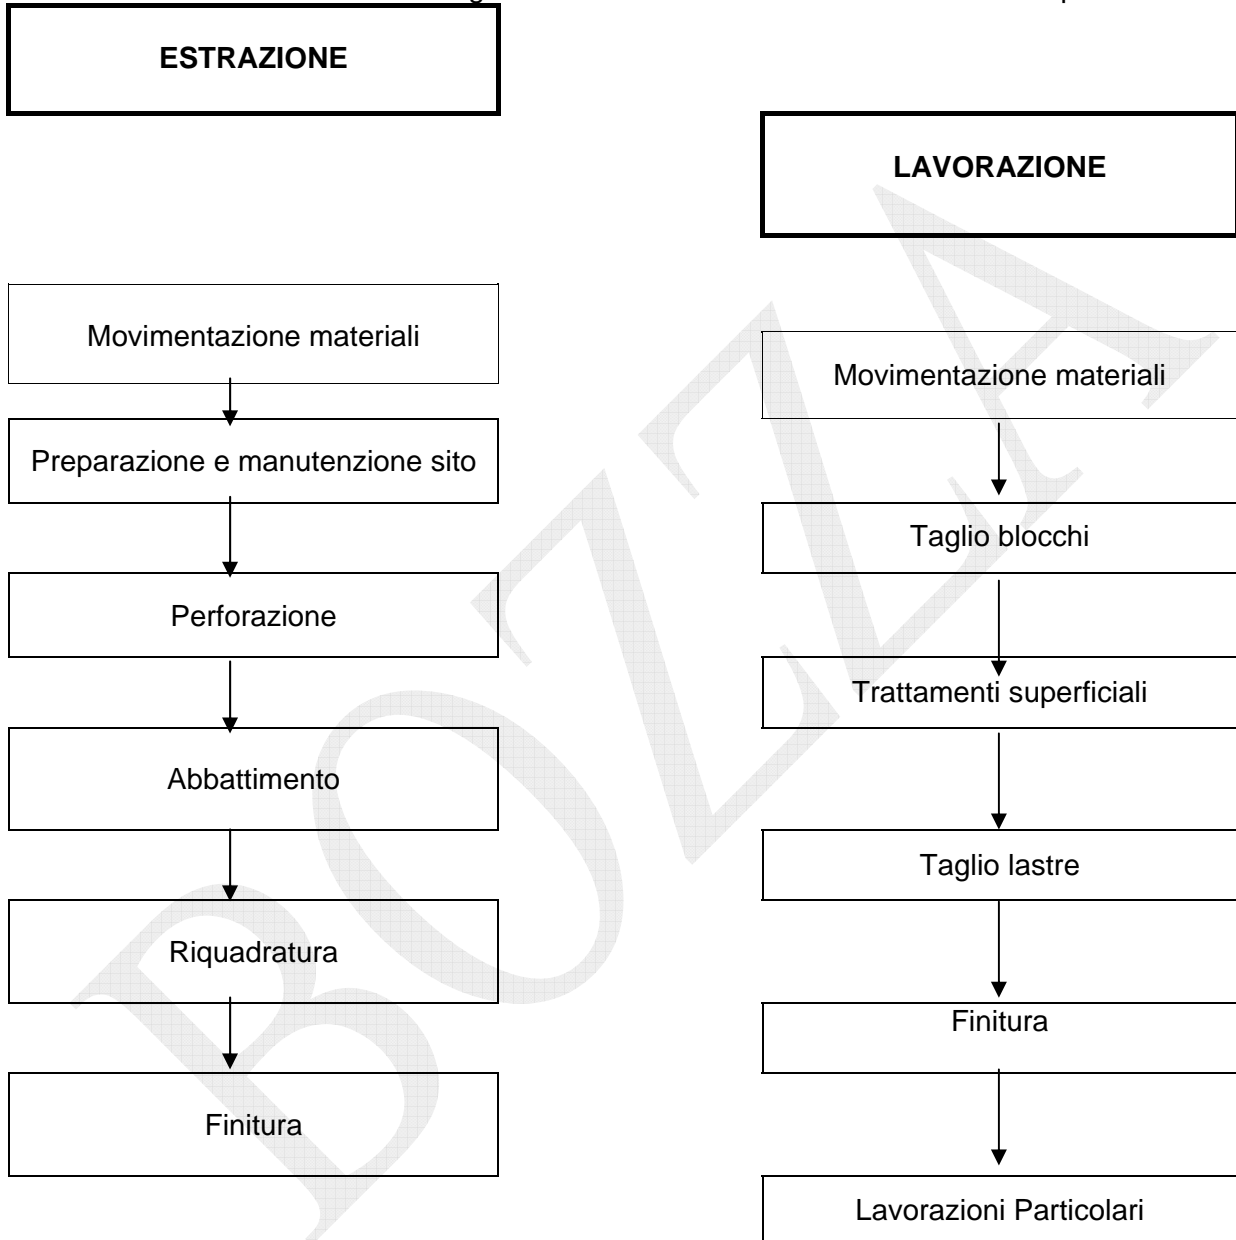 ESTRAZIONE
Movimentazione materiali
Preparazione e manutenzione sito
Perforazione
Abbattimento
Riquadratura
Finitura
LAVORAZIONE
Movimentazione materiali
Taglio blocchi
Trattamenti superficiali
Taglio lastre
Finitura
Lavorazioni Particolari
BOZZA